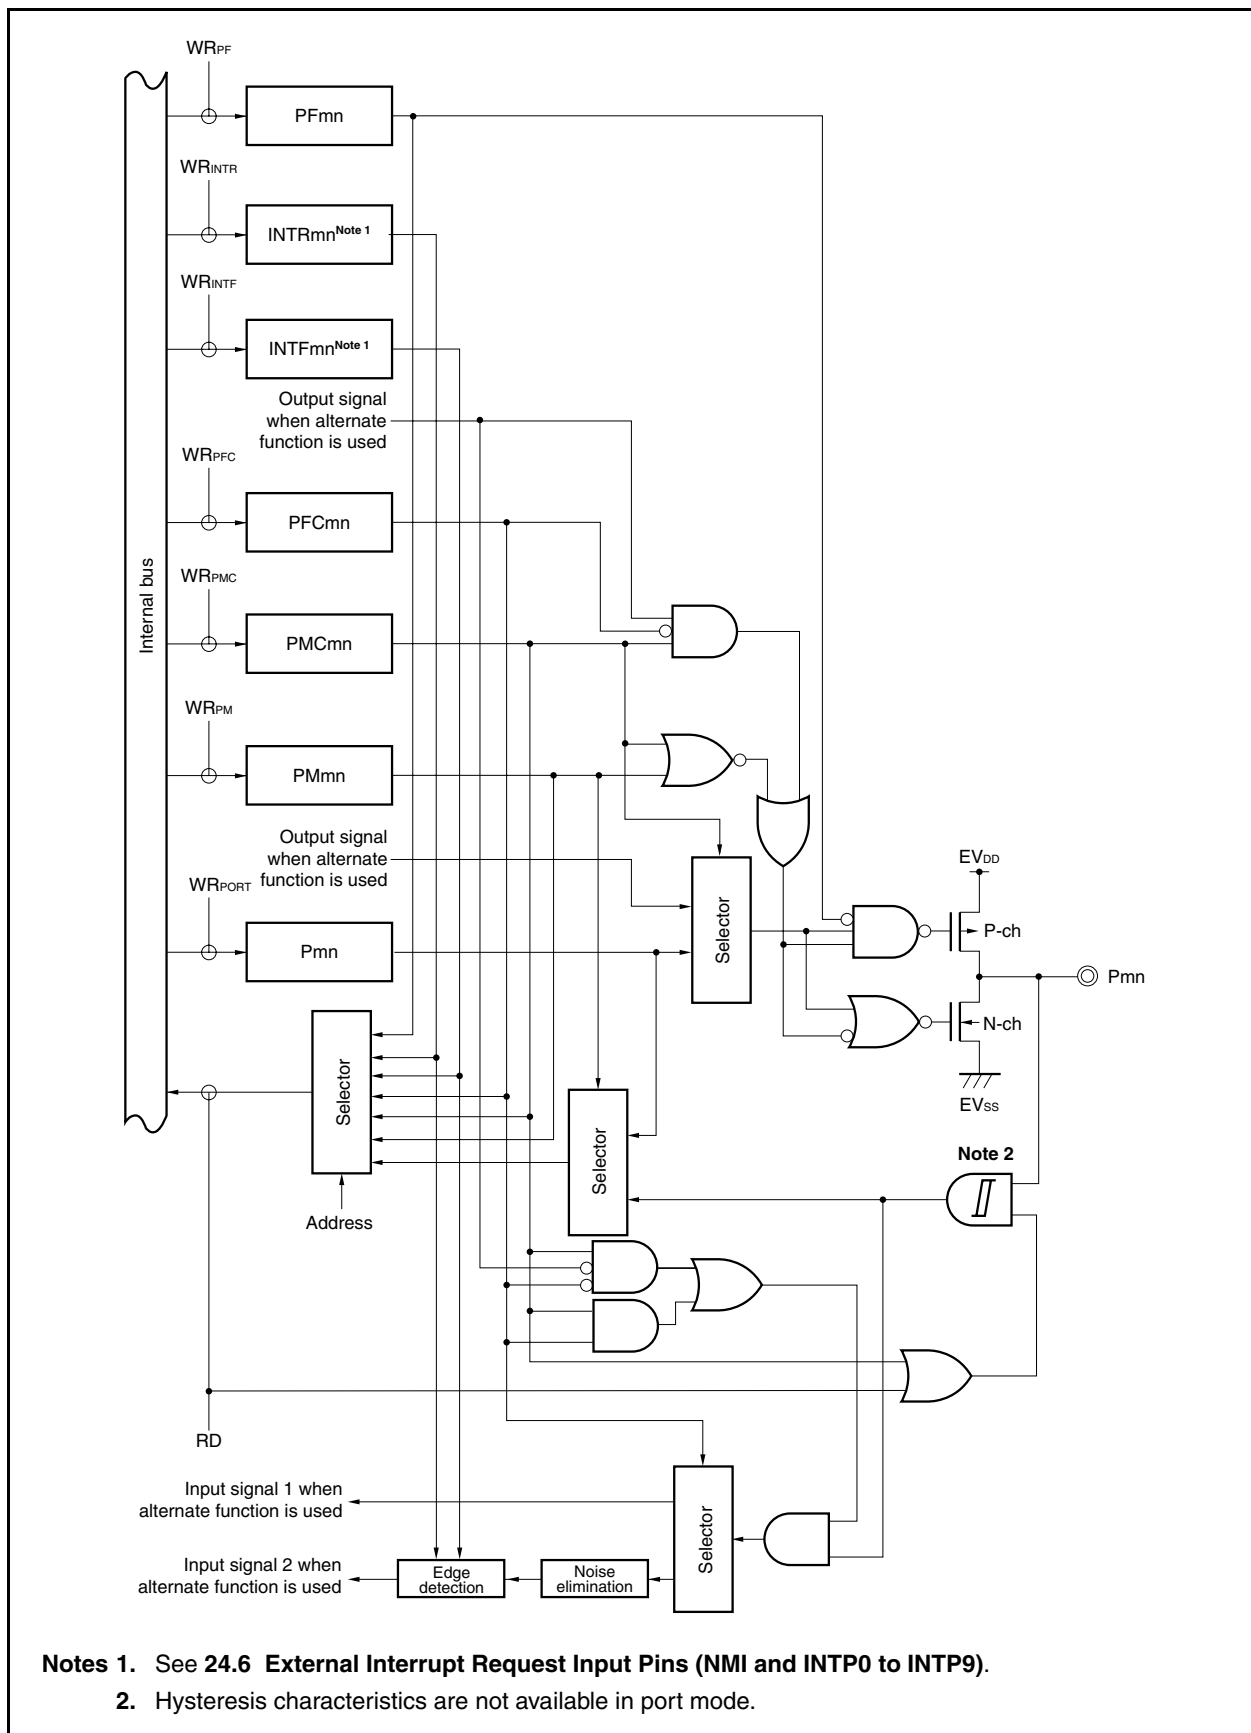 WRPF
PFmn
WRINTR
INTRmnNote 1
WRINTF
INTFmnNote 1
Output signal
when alternate
function is used
WRPFC
PFCmn
Internal bus
WRPMC
PMCmn
WRPM
PMmn
Output signal
when alternate
function is used
WRPORT
Pmn
Selector
EVDD
P-ch
Pmn
N-ch
EVSS
Selector
Address
Selector
Note 2
RD
Input signal 1 when
alternate function is used
Selector
Input signal 2 when
alternate function is used
Edge
detection
Noise
elimination
Notes 1. See 24.6 External Interrupt Request Input Pins (NMI and INTP0 to INTP9).
2. Hysteresis characteristics are not available in port mode.